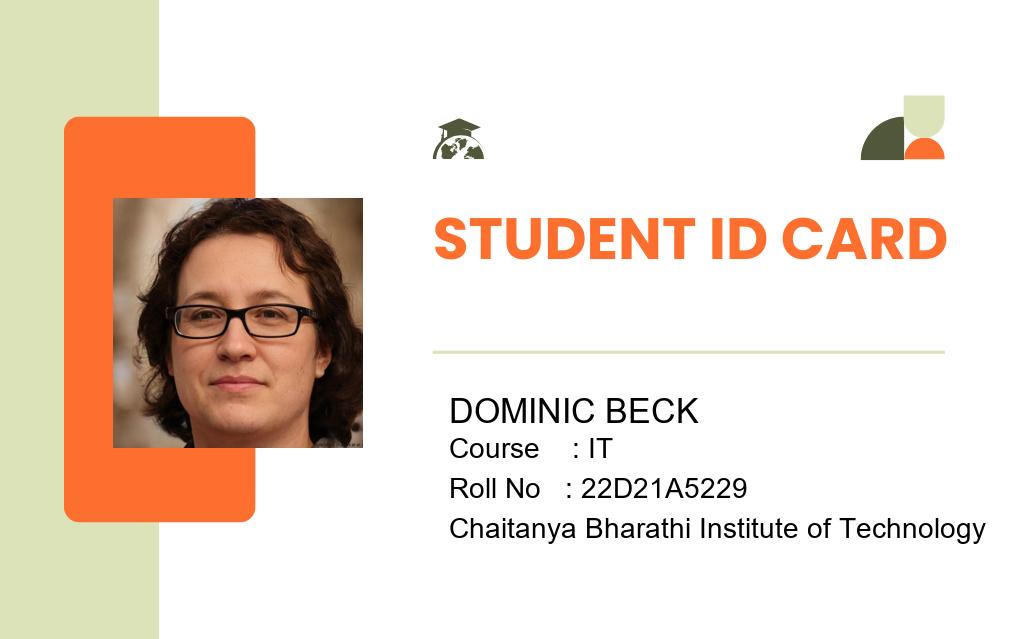 STUDENT ID CARD
DOMINIC BECK
Course : IT
Roll No : 22D21A5229
Chaitanya Bharathi Institute of Technology